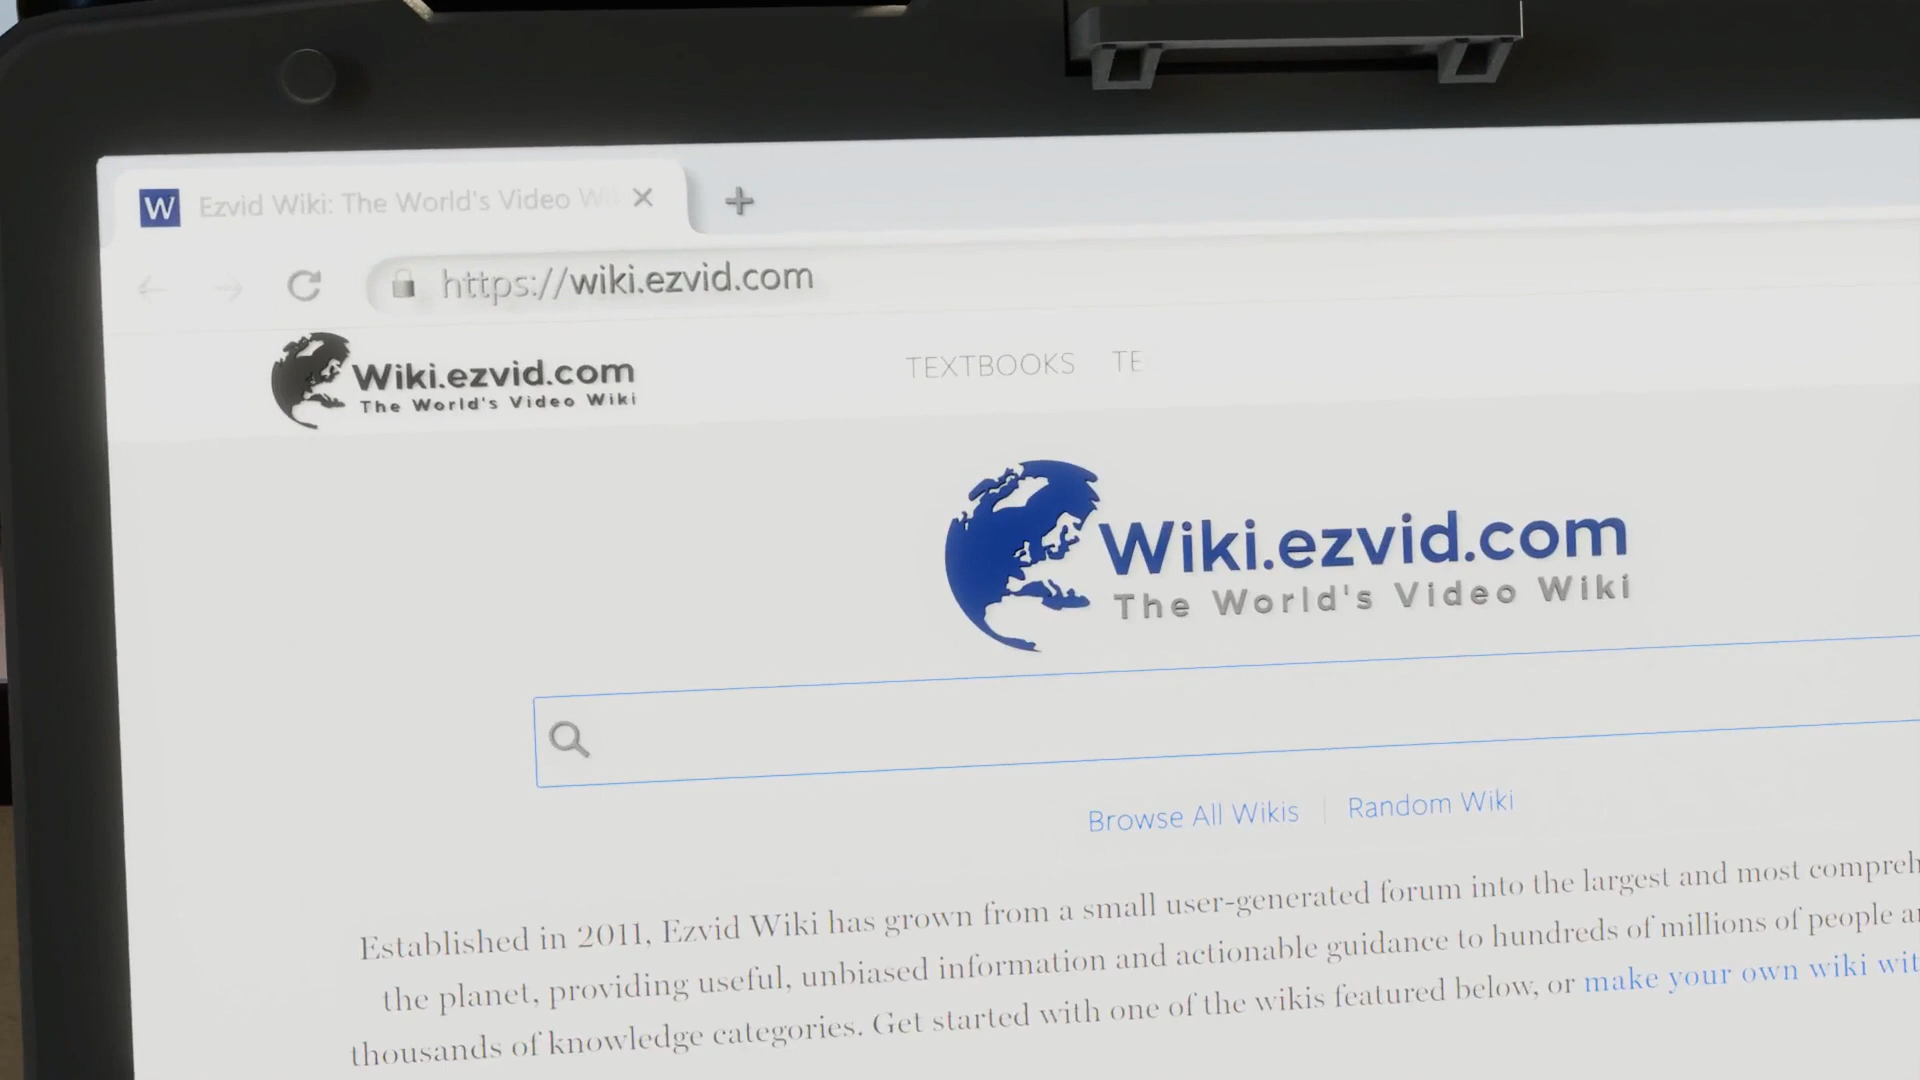 W Ezvid Wiki: The World's Video
https://wiki.ezvid.com
Wiki.ezvid.com
The World's Video Wiki
TEXTBOOKS TE
Wiki.ezvid.com
The World's Video Wiki
Browse All Wikis | Random Wiki
Established in 2011, Ezvid Wiki has grown from a small user-generated forum into the largest and most compreh
the planet, providing useful, unbiased information and actionable guidance to hundreds of millions of people
thousands of knowledge categories. Get started with one of the wikis featured below, or make your own wiki